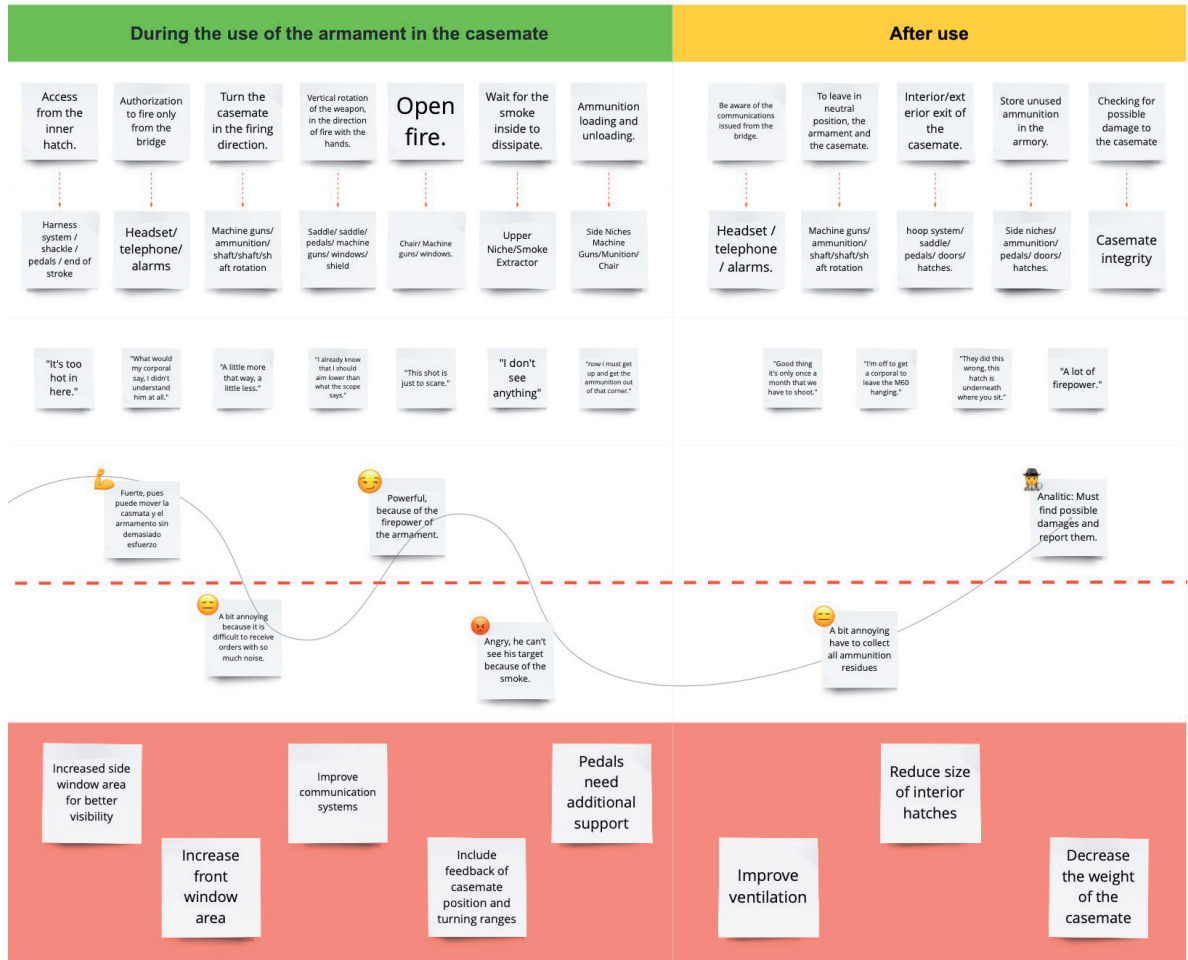 During the use of the armament in the casemate
After use
Access
from the
inner
hatch.
Authorization
to fire only
from the
bridge
Turn the
casemate
in the firing
direction.
Vertical rotation
of the weapon,
in the direction
of fire with the
hands.
Open
fire.
Wait for the
smoke
inside to
dissipate.
Ammunition
loading and
unloading.
Be aware of the
communications
issued from the
bridge.
To leave in
neutral
position, the
armament and
the casemate.
Interior/ext
erior exit of
the
casemate.
Store unused
ammunition
in the
armory.
Checking for
possible
damage to
the casemate
Harness
system /
shackle /
pedals / end of
stroke
Headset/
telephone/
alarms
Machine guns/
ammunition/
shaft/shaft/sh
aft rotation
Saddle/ saddle/
pedals/ machine
guns/ windows/
shield
Chair/ Machine
guns/ windows.
Upper
Niche/Smoke
Extractor
Side Niches
Machine
Guns/Munition/
Chair
Headset /
telephone
/ alarms.
Machine guns/
ammunition/
shaft/shaft/sh
aft rotation
hoop system/
saddle/
pedals/ doors/
hatches.
Side niches/
ammunition/
pedals/ doors/
hatches.
Casemate
integrity
"It's too
hot in
here."
"What would
my corporal
say, I didn't
understand
him at all."
"A little more
that way, a
little less."
"I already know
that I should
aim lower than
what the scope
says."
"This shot is
just to scare."
"I don't
see
anything"
"now I must get
up and get the
ammunition out
of that corner."
"Good thing
it's only once a
month that we
have to shoot."
"I'm off to get
a corporal to
leave the M60
hanging."
"They did this
wrong, this
hatch is
underneath
where you sit."
"A lot of
firepower."
Fuerte, pues
puede mover la
casmata y el
armamento sin
demasiado
esfuerzo
Powerful,
because of the
firepower of
the armament.
Analitic: Must
find possible
damages and
report them.
A bit annoying
because it is
difficult to receive
orders with so
much noise.
Angry, he can't
see his target
because of the
smoke.
A bit annoying
have to collect
all ammunition
residues
Increased side
window area
for better
visibility
Improve
communication
systems
Pedals
need
additional
support
Reduce size
of interior
hatches
Increase
front
window
area
Include
feedback of
casemate
position and
turning ranges
Improve
ventilation
Decrease
the weight
of the
casemate